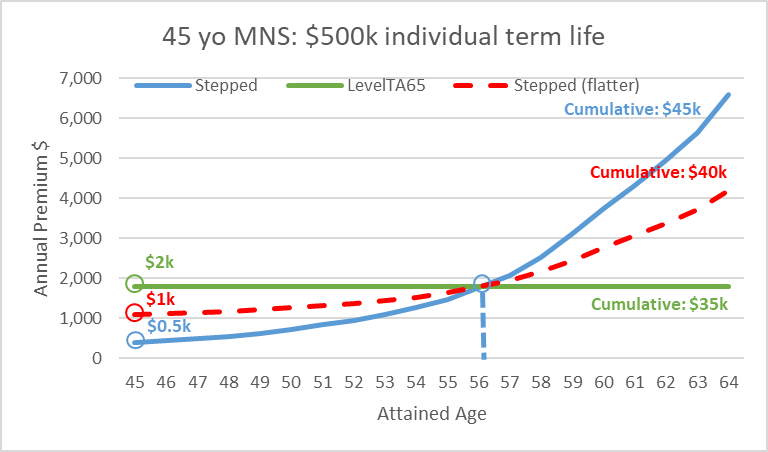 45 yo MNS: $500k individual term life
7,000
Stepped LevelTA65 Stepped (flatter)
Cumulative: $45k
6,000
5,000
Cumulative: $40k
4,000
3,000
$2k
2,000
$1k
Cumulative: $35k
1,000
$0.5k
0
Annual Premium $
45 46 47 48 49 50 51 52 53 54 55 56 57 58 59 60 61 62 63 64
Attained Age